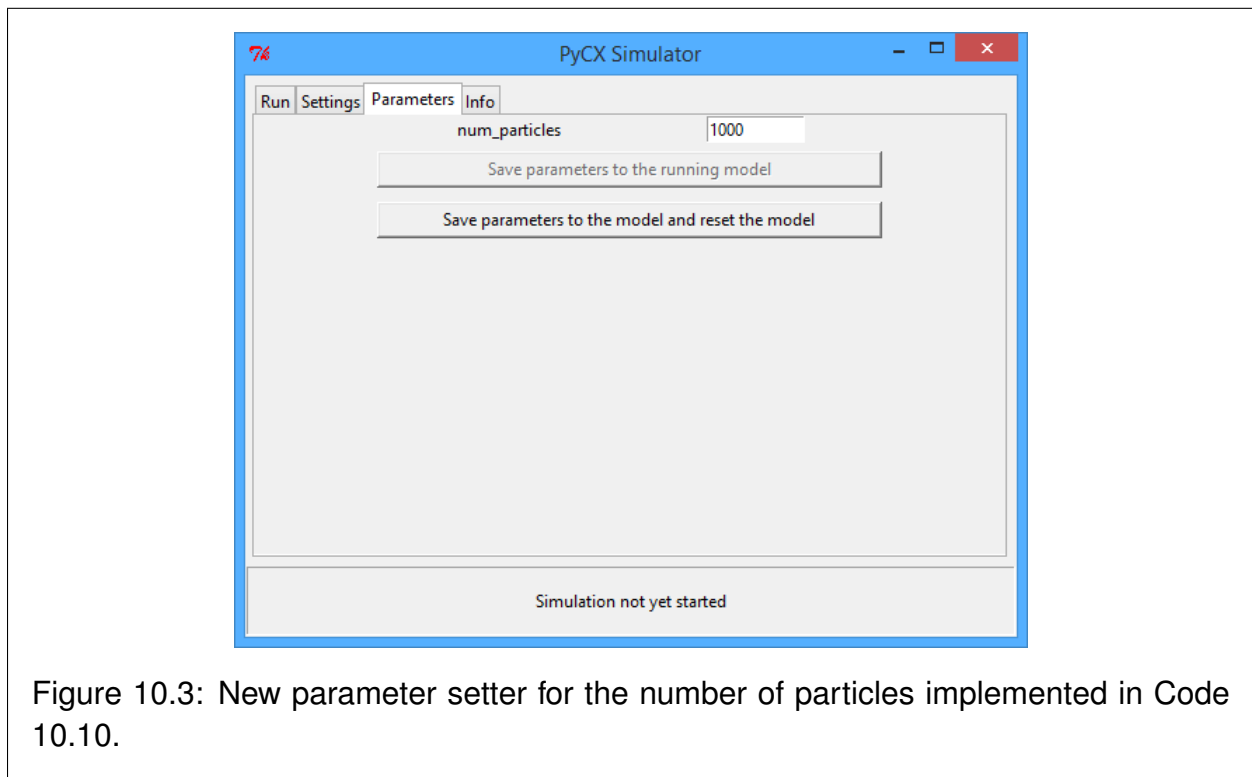 PyCX Simulator
Run Settings Parameters Info
num_particles 1000
Save parameters to the running model
Save parameters to the model and reset the model
Simulation not yet started
Figure 10.3: New parameter setter for the number of particles implemented in Code
10.10.